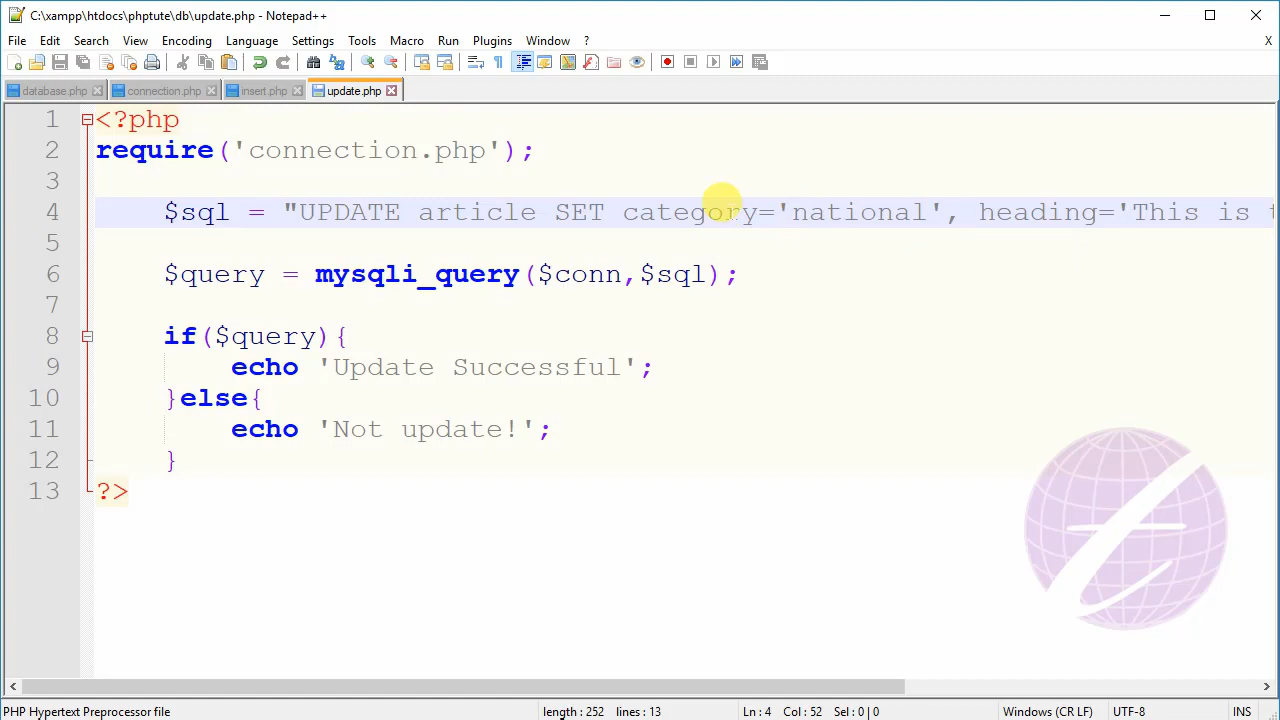 C:\xampp\htdocs\phptute\db\update.php - Notepad++
File Edit Search View Encoding Language Settings Tools Macro Run Plugins Window ? X
database.php connection.php insert.php update.php
1 <?php
2 require('connection.php');
3
4 $sql = "UPDATE article SET category='national', heading='This is
5
6 $query = mysqli_query($conn,$sql);
7
8 if($query){
9 echo 'Update Successful';
10 }else{
11 echo 'Not update!';
12 }
13 ?>
PHP Hypertext Preprocessor file length : 252 lines : 13 Ln : 4 Col : 52 Sel : 0 | 0 Windows (CR LF) UTF-8 INS